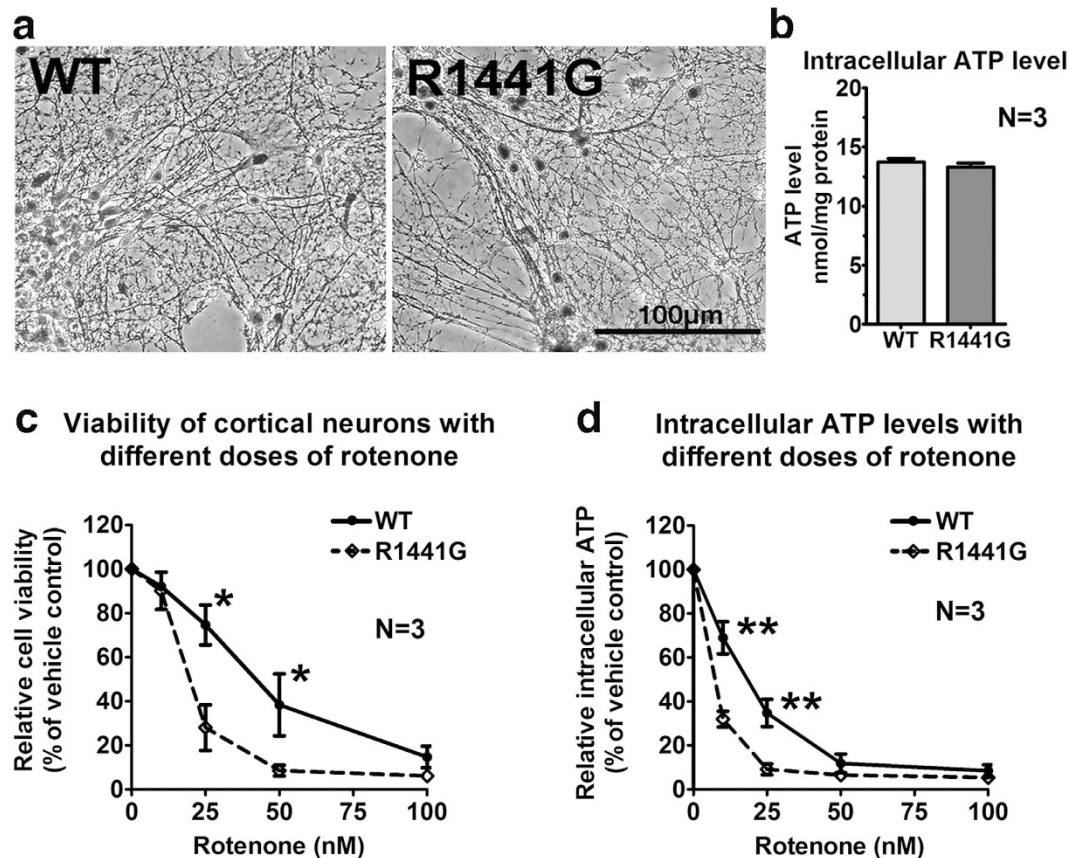 a
WT
R1441G
100µm
b
Intracellular ATP level
ATP level
nmol/mg protein
20
15
10
5
0
N=3
WT
R1441G
c
Viability of cortical neurons with
different doses of rotenone
Relative cell viability
(% of vehicle control)
120
100
80
60
40
20
0
WT
R1441G
*
*
N=3
0
25
50
75
100
Rotenone (nM)
d
Intracellular ATP levels with
different doses of rotenone
Relative intracellular ATP
(% of vehicle control)
120
100
80
60
40
20
0
WT
R1441G
**
**
N=3
0
25
50
75
100
Rotenone (nM)